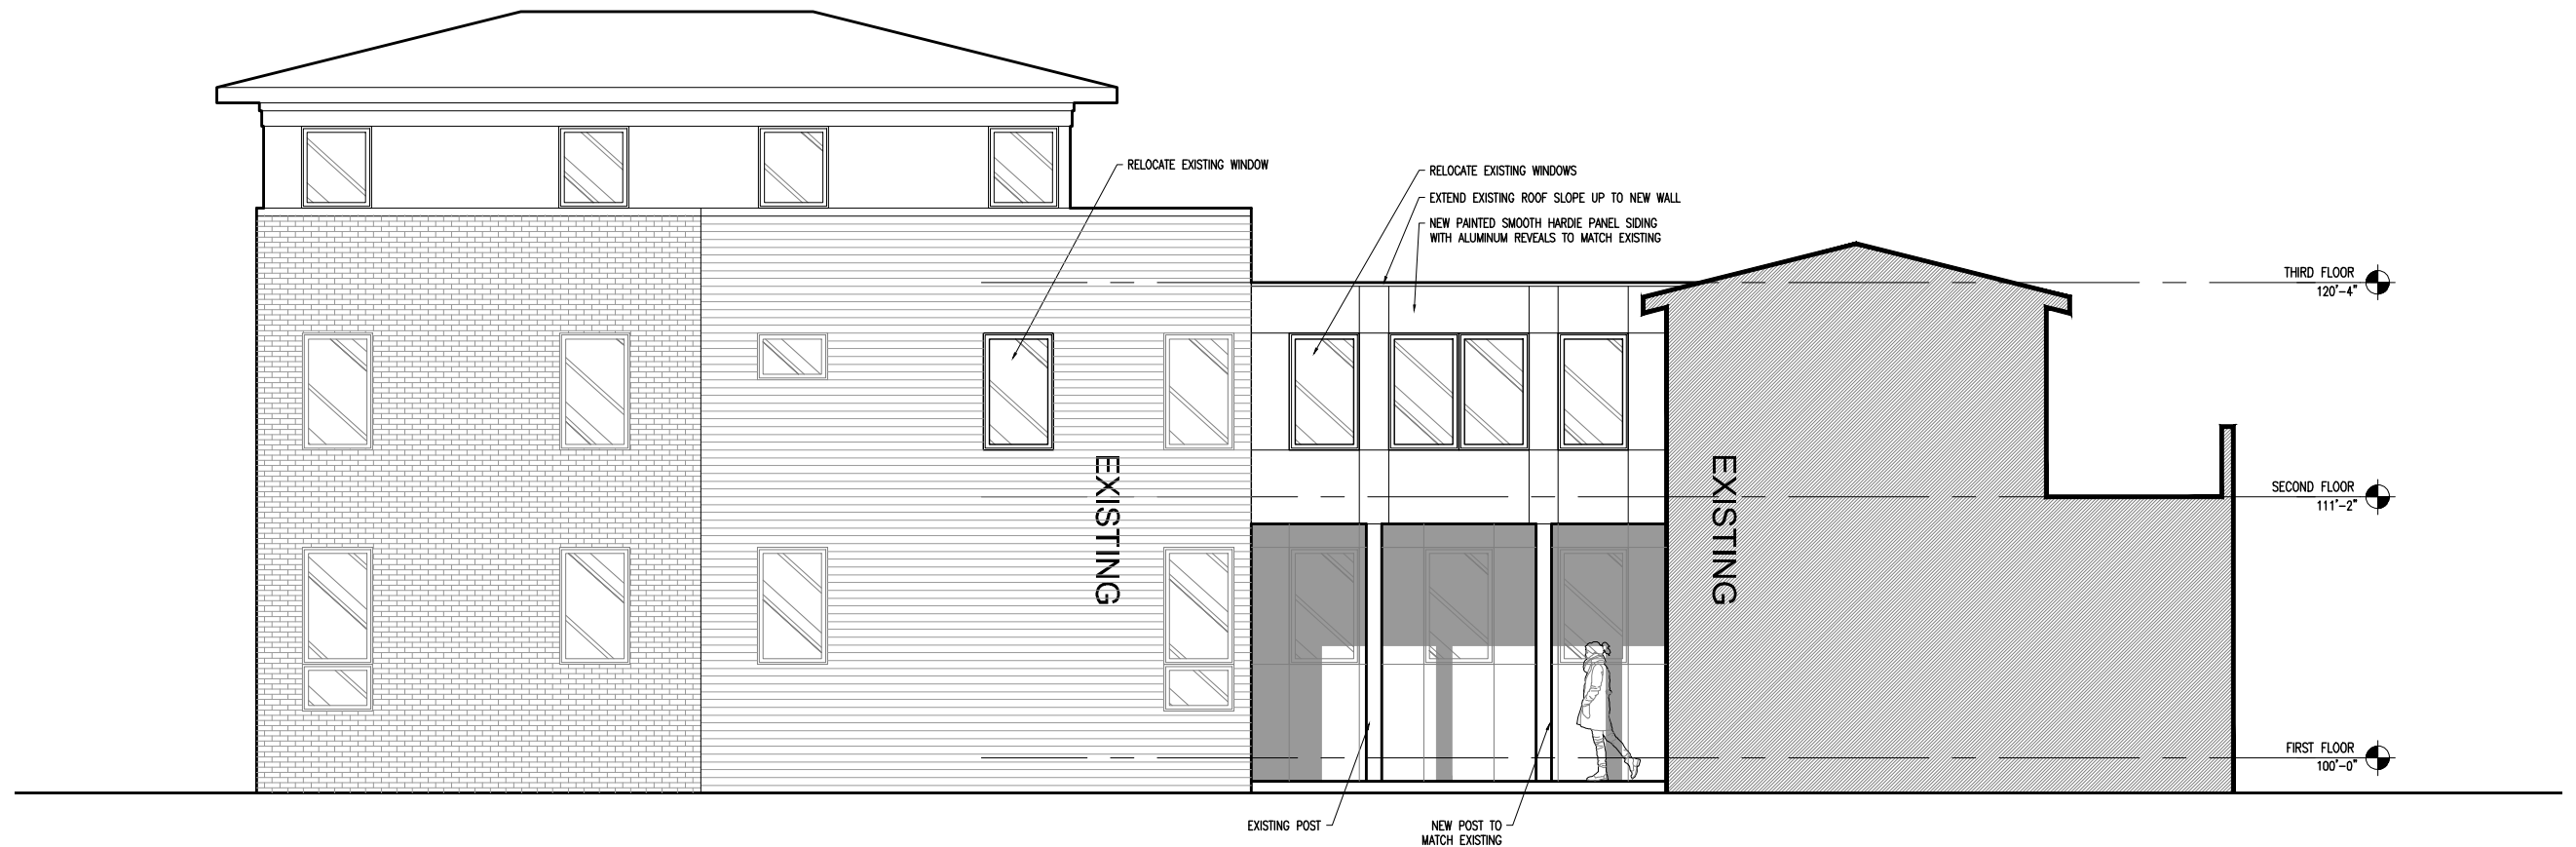 RELOCATE EXISTING WINDOW
RELOCATE EXISTING WINDOWS
EXTEND EXISTING ROOF SLOPE UP TO NEW WALL
NEW PAINTED SMOOTH HARDIE PANEL SIDING
WITH ALUMINUM REVEALS TO MATCH EXISTING
THIRD FLOOR
120'-4"
EXISTING
EXISTING
SECOND FLOOR
111'-2"
FIRST FLOOR
100'-0"
EXISTING POST
NEW POST TO
MATCH EXISTING